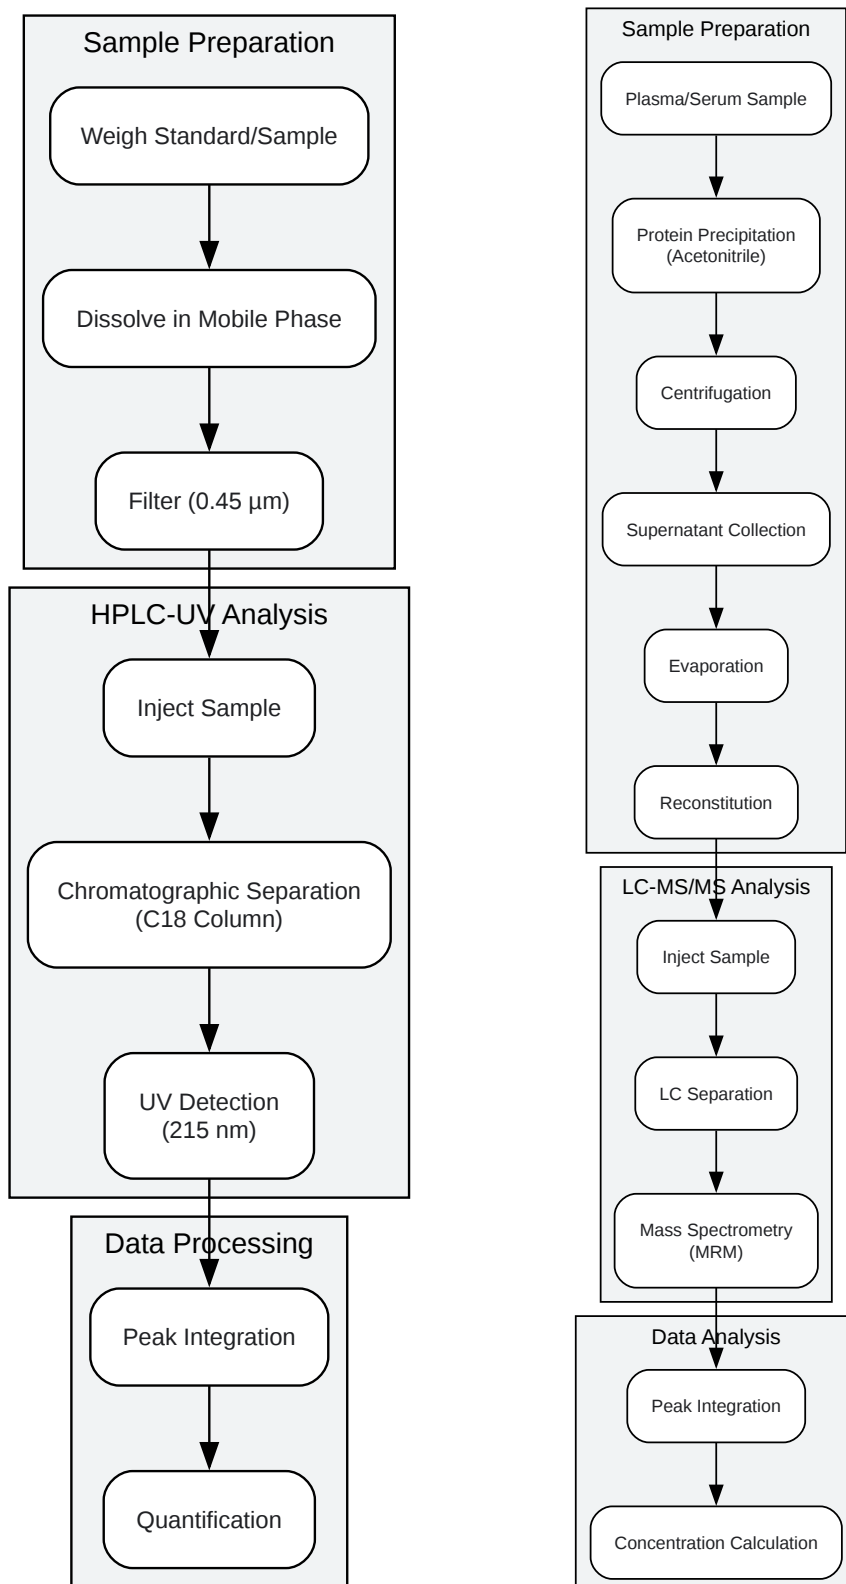 Sample Preparation
Weigh Standard/Sample
Dissolve in Mobile Phase
Filter (0.45 µm)
HPLC-UV Analysis
Inject Sample
Chromatographic Separation
(C18 Column)
UV Detection
(215 nm)
Data Processing
Peak Integration
Quantification
Sample Preparation
Plasma/Serum Sample
Protein Precipitation
(Acetonitrile)
Centrifugation
Supernatant Collection
Evaporation
Reconstitution
LC-MS/MS Analysis
Inject Sample
LC Separation
Mass Spectrometry
(MRM)
Data Analysis
Peak Integration
Concentration Calculation